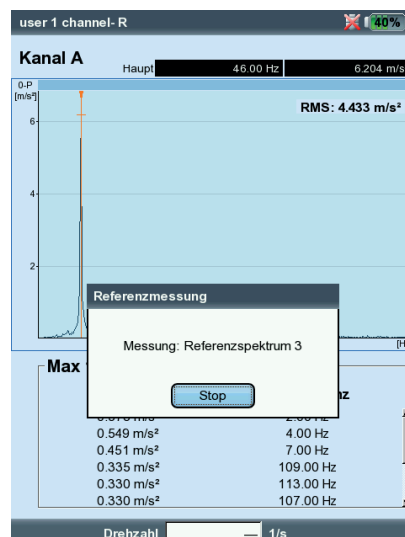 user 1 channel- R 40%
Kanal A Haupt 46.00 Hz 6.204 m/s
0-P
[m/s²]
RMS: 4.433 m/s²
6
4
2
Referenzmessung
Messung: Referenzspektrum 3
[H
Max
Stop
0.549 m/s² 4.00 Hz
0.451 m/s² 7.00 Hz
0.335 m/s² 109.00 Hz
0.330 m/s² 113.00 Hz
0.330 m/s² 107.00 Hz
Drehzahl — 1/s